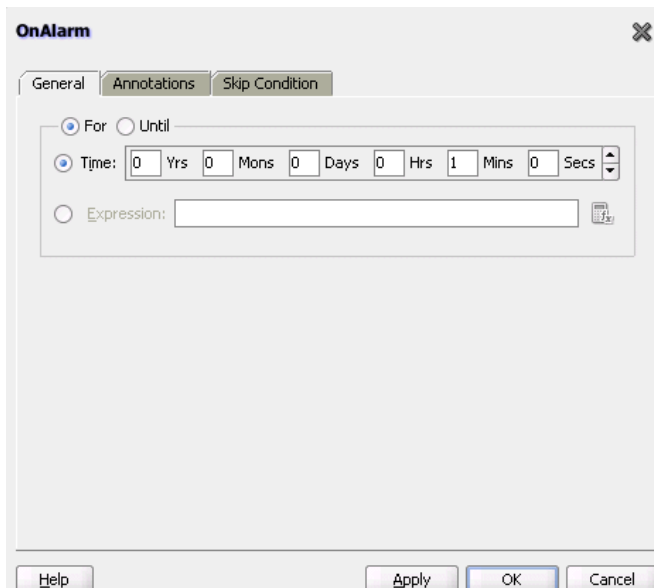 OnAlarm
General Annotations Skip Condition
For Until
Time: 0 Yrs 0 Mons 0 Days 0 Hrs 1 Mins 0 Secs
Expression:
Help Apply OK Cancel